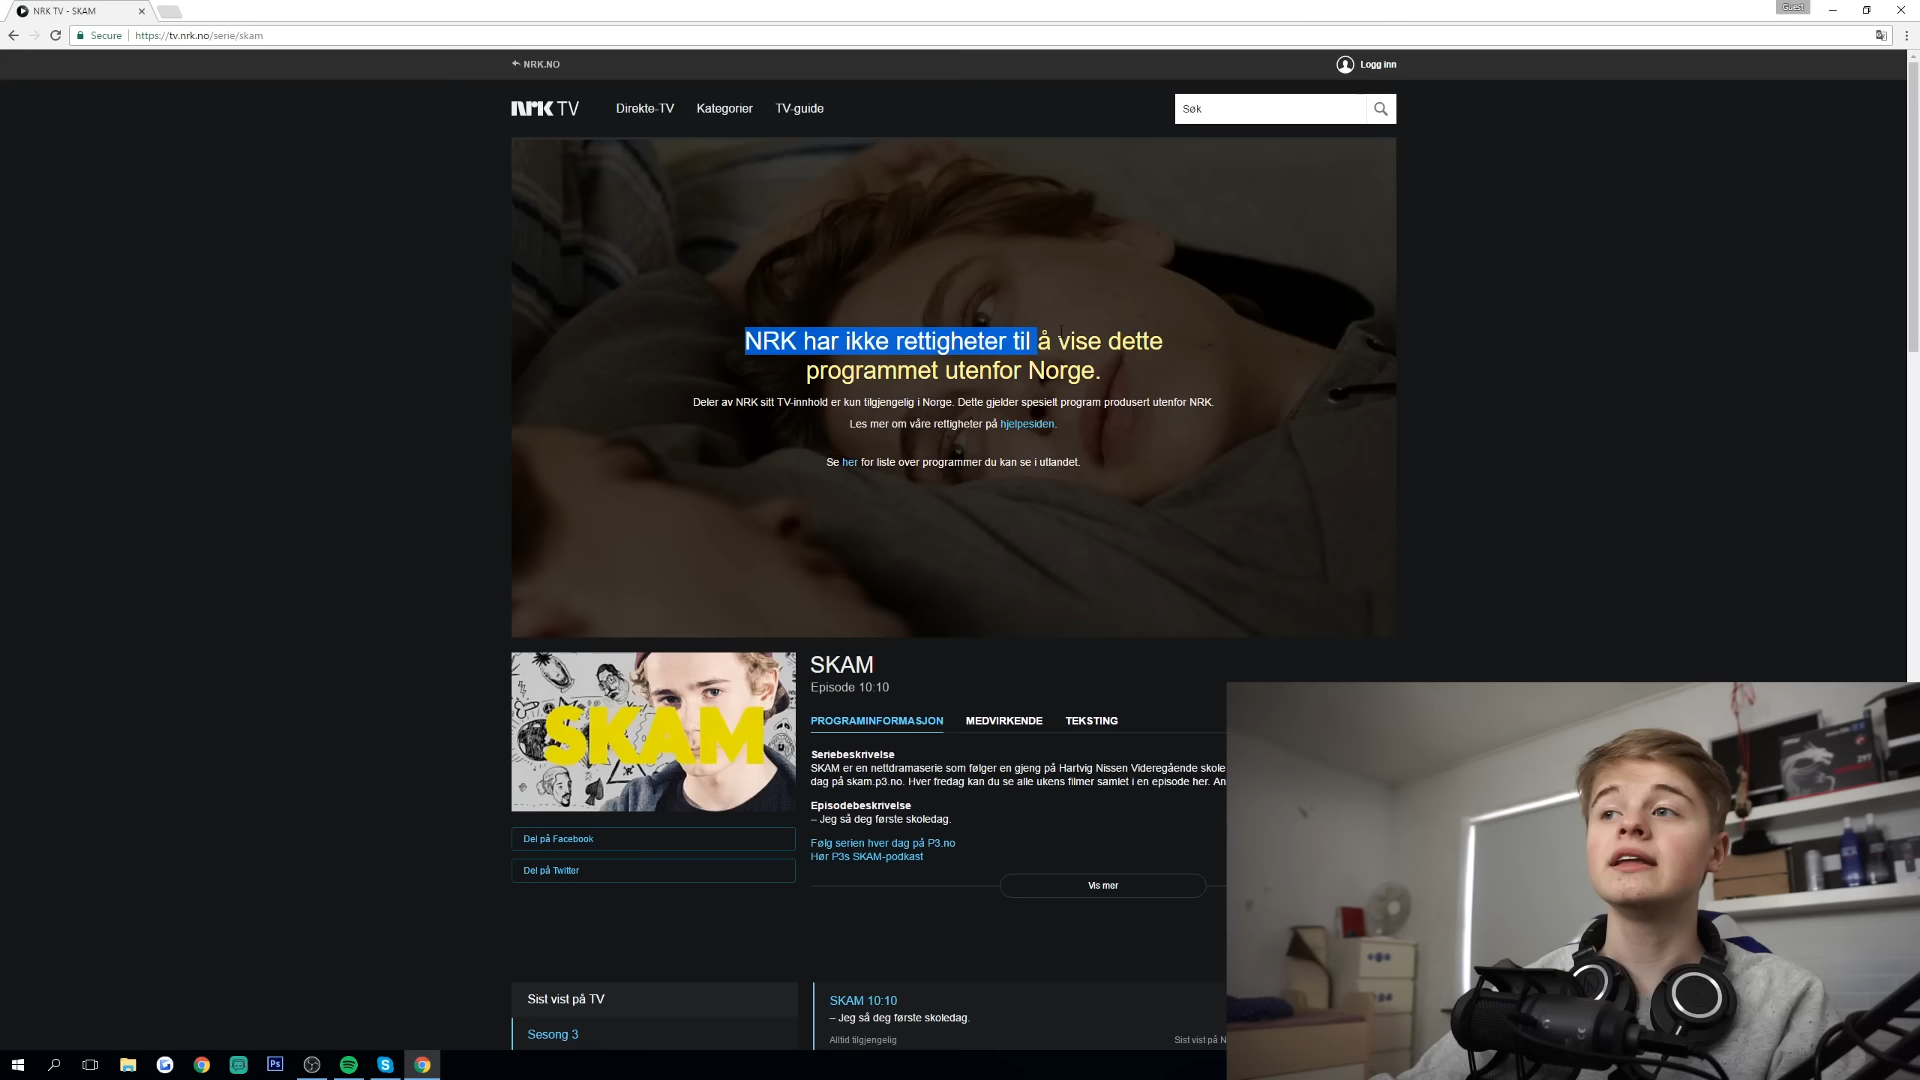 NRK TV - SKAM
Guest
Secure
https://tv.nrk.no/serie/skam
NRK.NO
Logg inn
NRK TV
Direkte-TV
Kategorier
TV-guide
Søk
NRK har ikke rettigheter til å vise dette
programmet utenfor Norge.
Deler av NRK sitt TV-innhold er kun tilgjengelig i Norge. Dette gjelder spesielt program produsert utenfor NRK.
Les mer om våre rettigheter på hjelpesiden.
Se her for liste over programmer du kan se i utlandet.
SKAM
SKAM
Episode 10:10
PROGRAMINFORMASJON
MEDVIRKENDE
TEKSTING
Seriebeskrivelse
SKAM er en nettdramaserie som følger en gjeng på Hartvig Nissen Videregående skole
dag på skam.p3.no. Hver fredag kan du se alle ukens filmer samlet i en episode her. An
Episodebeskrivelse
– Jeg så deg første skoledag.
Følg serien hver dag på P3.no
Hør P3s SKAM-podkast
Vis mer
Del på Facebook
Del på Twitter
Sist vist på TV
Sesong 3
SKAM 10:10
– Jeg så deg første skoledag.
Alltid tilgjengelig
Sist vist på N
Ps